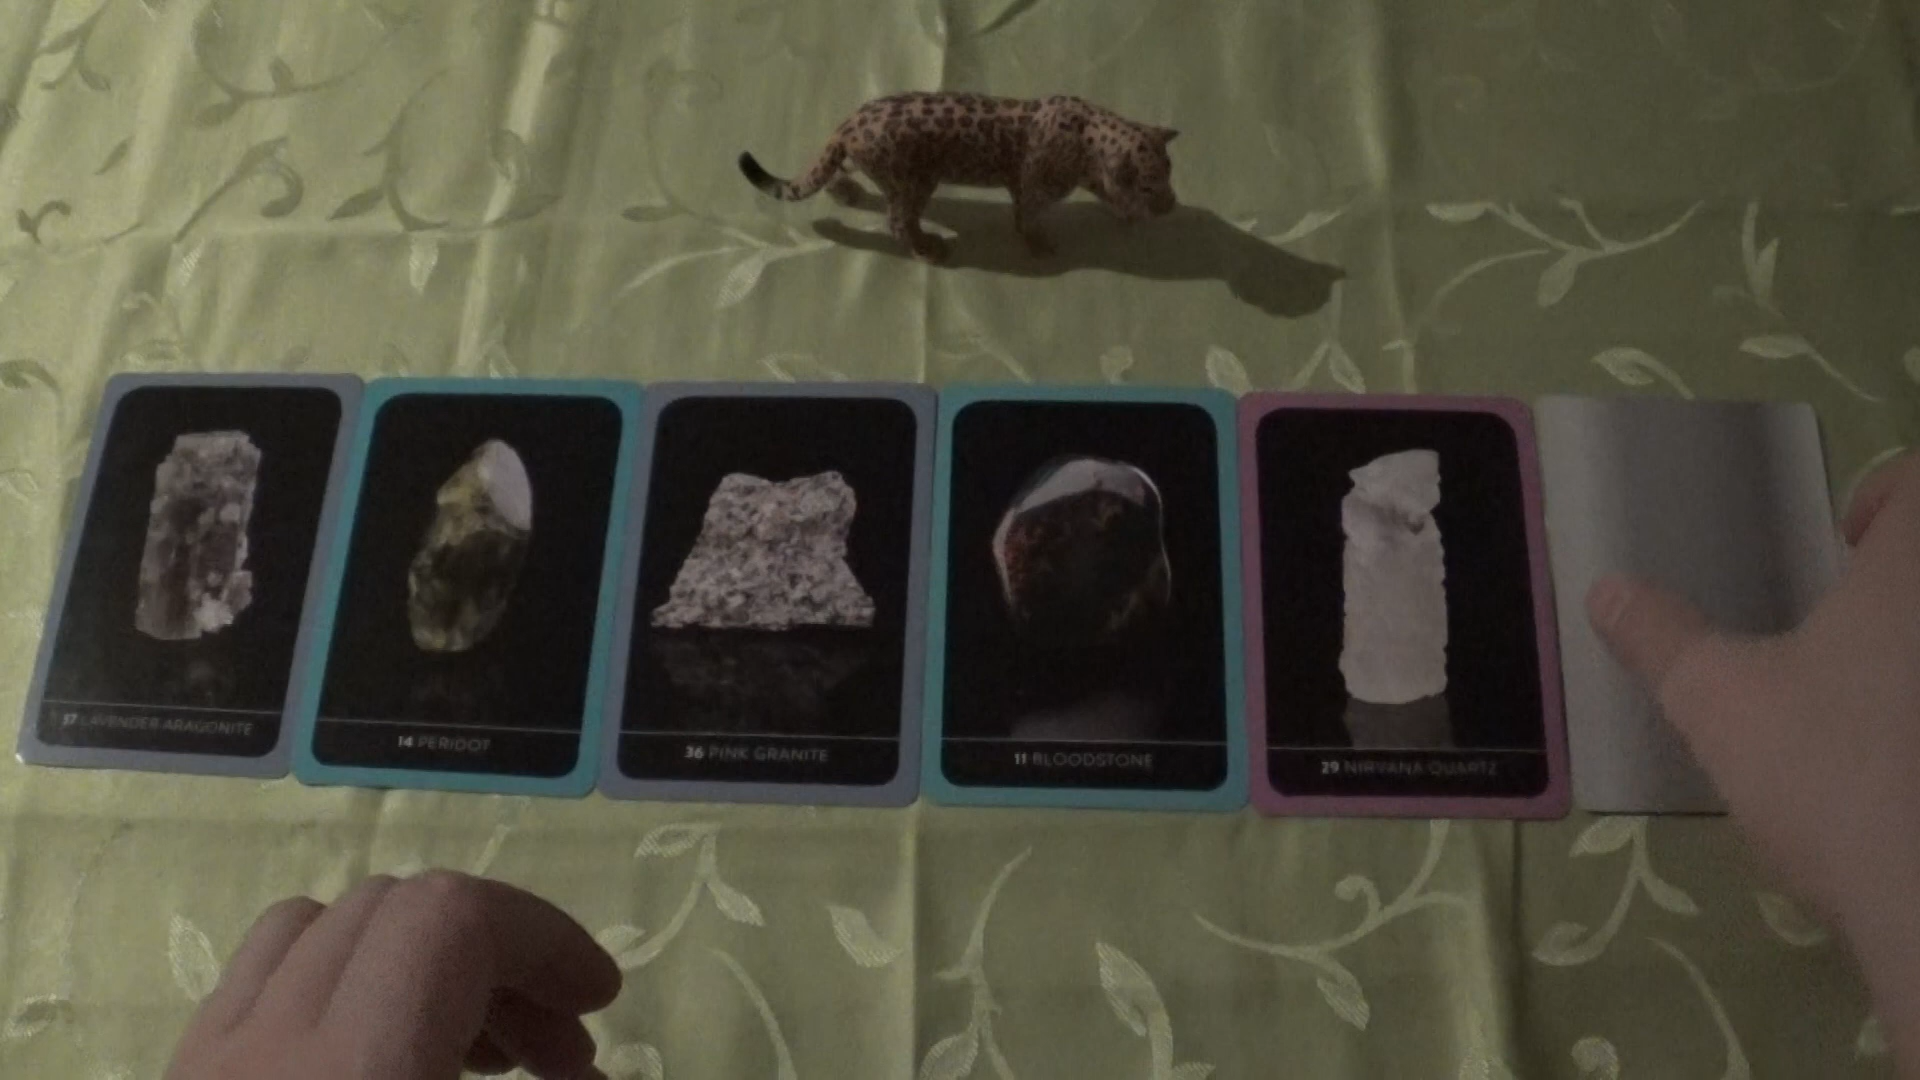 37 LAVENDER ARAGONITE
14 PERIDOT
36 PINK GRANITE
11 BLOODSTONE
29 NIRVANA QUARTZ